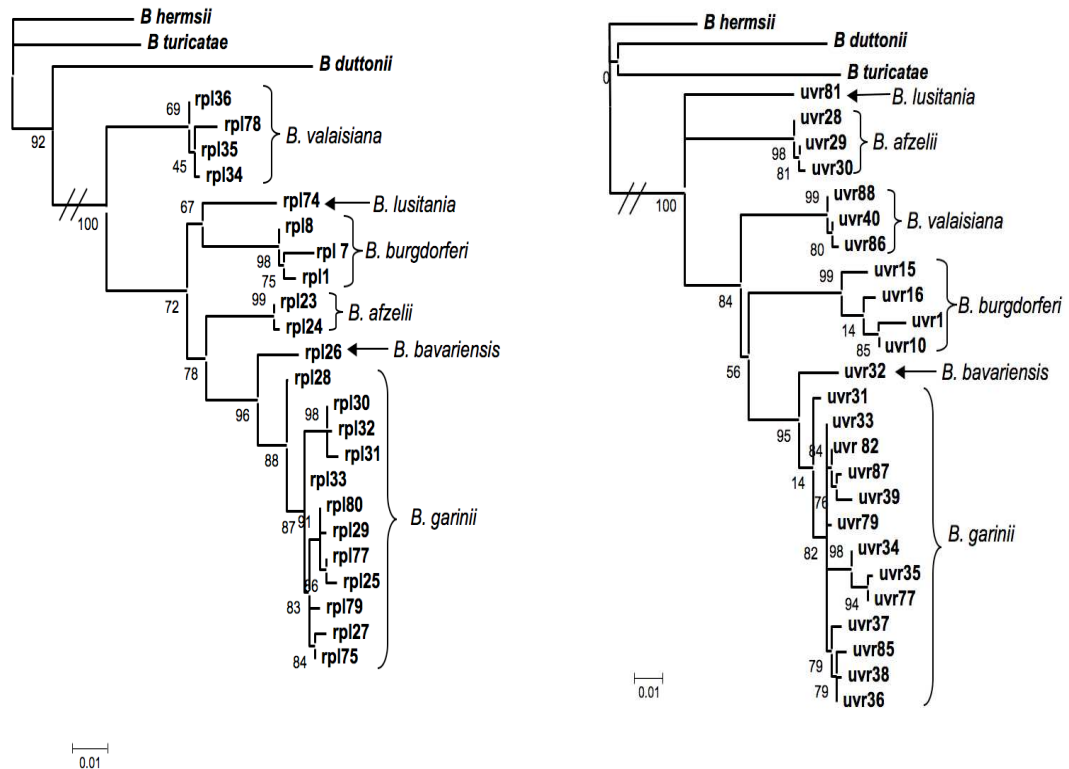 B hermsii
B turicatae
B duttonii
92
rpl36
69
rpl78
rpl35
45
rpl34
B. valaisiana
100
rpl74
67
B. lusitania
rpl8
rpl 7
98
75
rpl1
B. burgdorferi
72
99
rpl23
rpl24
B. afzelii
78
rpl26
B. bavariensis
rpl28
96
rpl30
98
rpl32
rpl31
88
rpl33
rpl80
87
91
rpl29
rpl77
86
rpl25
83
rpl79
rpl27
84
rpl75
B. garinii
0.01
B hermsii
B duttonii
0
B turicatae
uvr81
B. lusitania
uvr28
uvr29
98
81
uvr30
B. afzelii
100
uvr88
99
uvr40
80
uvr86
B. valaisiana
84
uvr15
99
uvr16
14
uvr1
85
uvr10
B. burgdorferi
56
uvr32
B. bavariensis
uvr31
95
uvr33
84
uvr 82
14
uvr87
76
uvr39
uvr79
82
98
uvr34
uvr35
94
uvr77
uvr37
uvr85
79
uvr38
79
uvr36
B. garinii
0.01